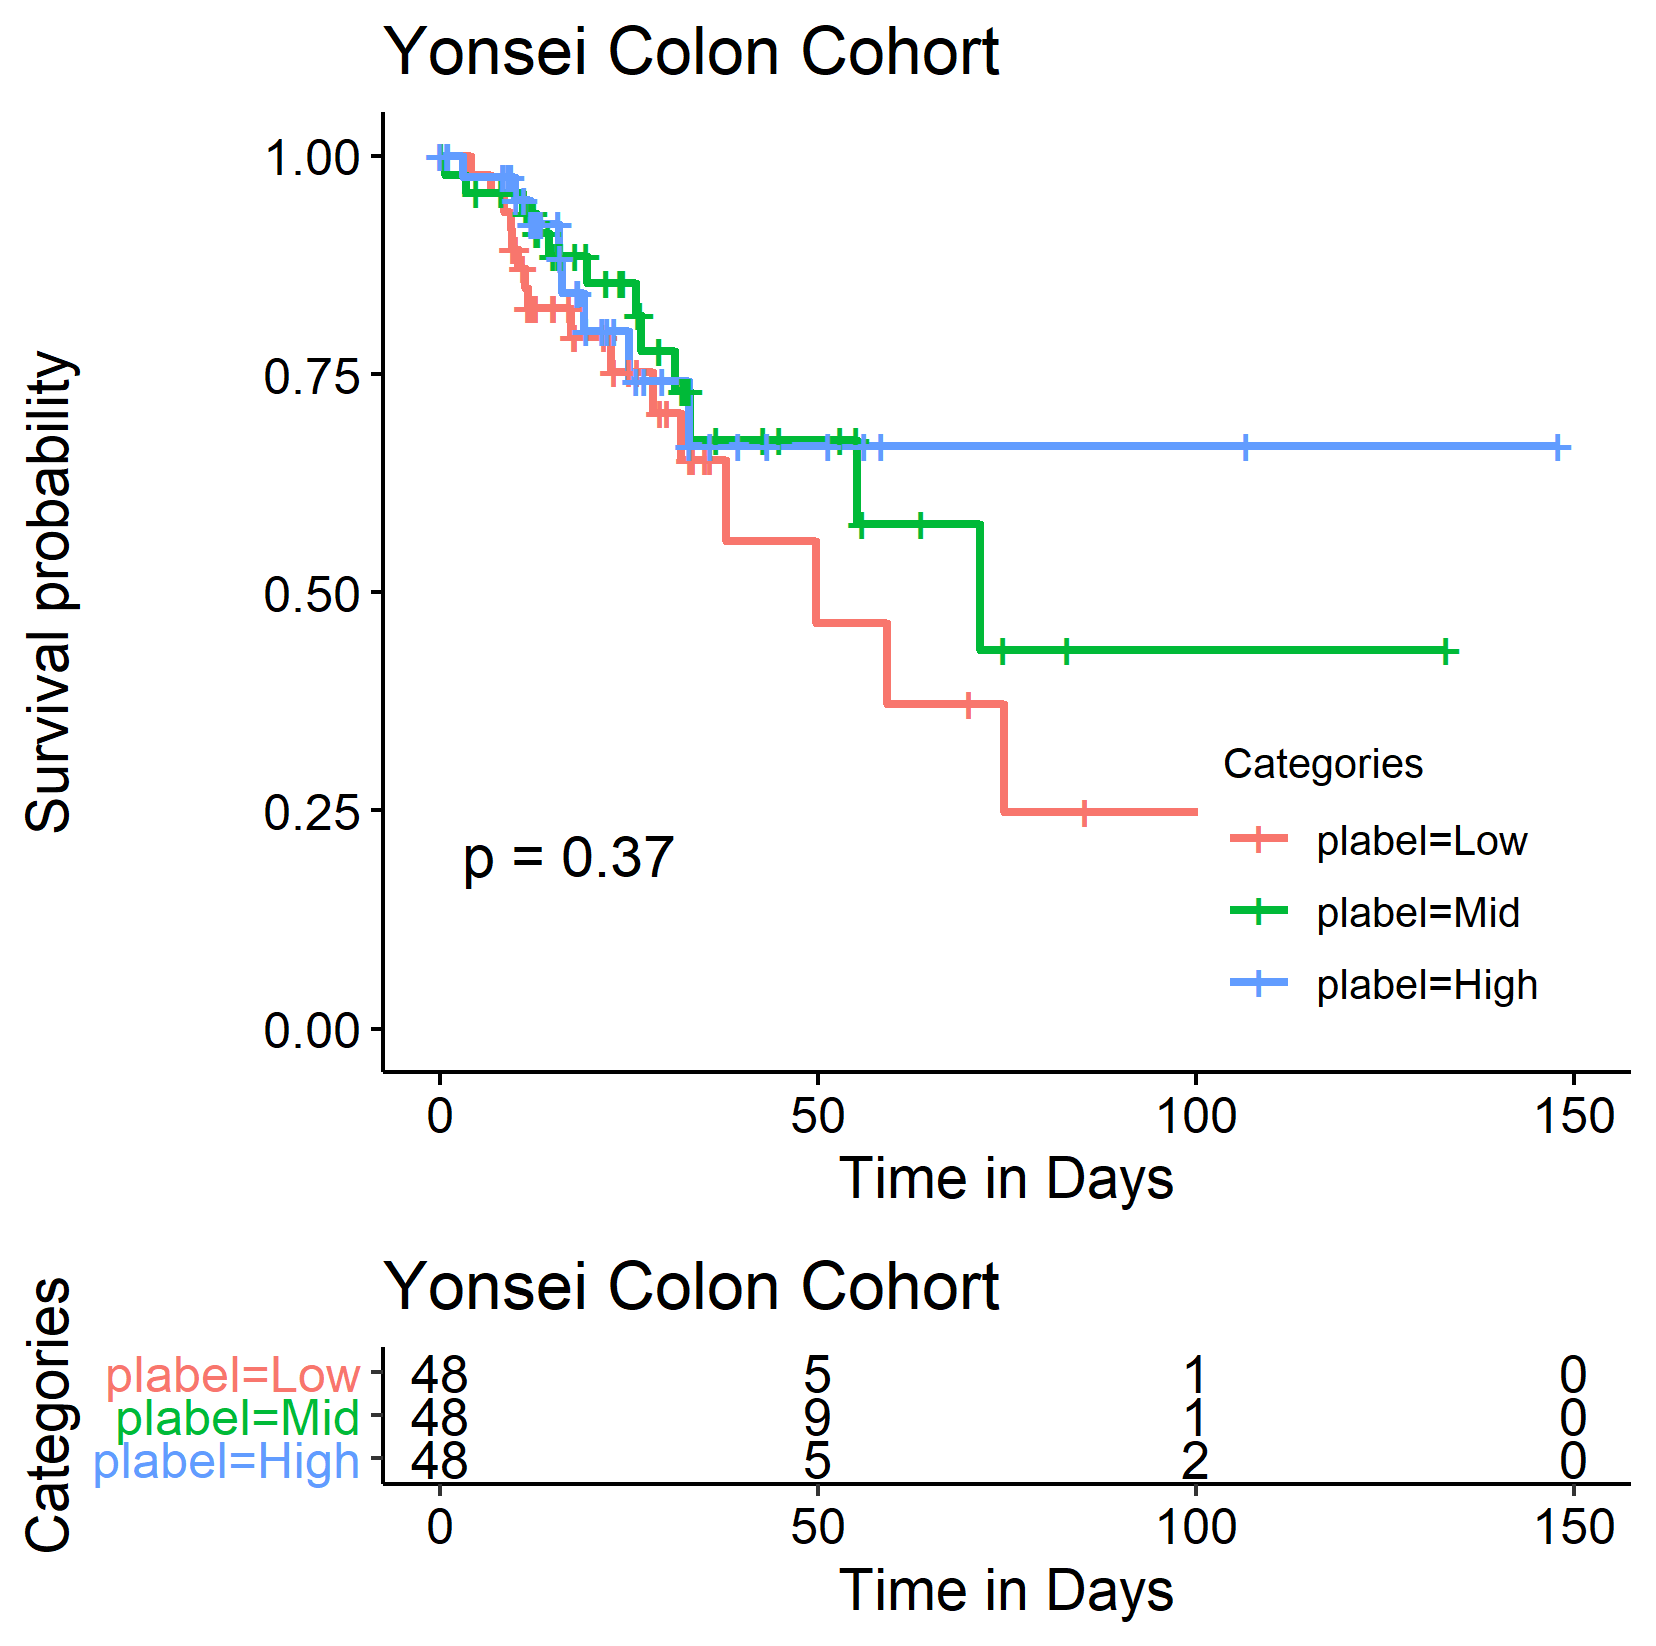 Yonsei Colon Cohort
Survival probability
1.00
0.75
0.50
0.25
0.00
p = 0.37
Categories
plabel=Low
plabel=Mid
plabel=High
0 50 100 150
Time in Days
Yonsei Colon Cohort
Categories
plabel=Low 48 5 1 0
plabel=Mid 48 9 1 0
plabel=High 48 5 2 0
0 50 100 150
Time in Days